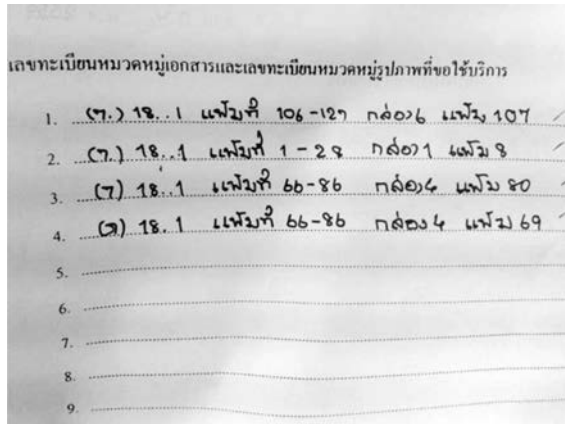 เลขทะเบียนหมวดหมู่เอกสารและเลขทะเบียนหมวดหมู่รูปภาพที่ขอใช้บริการ
1. (ว.) 18..1 แฟ้มที่ 106-127 กล่อง6 แฟ้ม 107
2. (ว.) 18..1 แฟ้มที่ 1-28 กล่อง1 แฟ้ม 8
3. (ว) 18..1 แฟ้มที่ 66-86 กล่อง4 แฟ้ม 80
4. (ว) 18.1 แฟ้มที่ 66-86 กล่อง4 แฟ้ม 69
5.
6.
7.
8.
9.